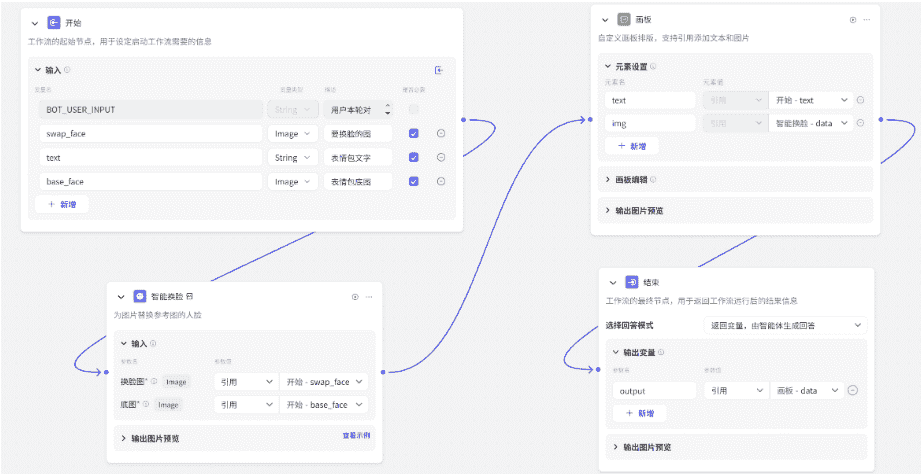 开始
工作流的起始节点，用于设定启动工作流需要的信息
输入
变量名 变量类型 描述 是否必要
BOT_USER_INPUT String 用户本轮对
swap_face Image 要换脸的图
text String 表情包文字
base_face Image 表情包底图
+ 新增
智能换脸
为图片替换参考图的人脸
输入
参数名 参数值
换脸图* Image 引用 开始 - swap_face
底图* Image 引用 开始 - base_face
输出图片预览 查看示例
画板
自定义画板排版，支持引用添加文本和图片
元素设置
元素名 元素值
text 引用 开始 - text
img 引用 智能换脸 - data
+ 新增
画板编辑
输出图片预览
结束
工作流的最终节点，用于返回工作流运行后的结果信息
选择回答模式 返回变量，由智能体生成回答
输出变量
参数名 参数值
output 引用 画板 - data
+ 新增
输出图片预览